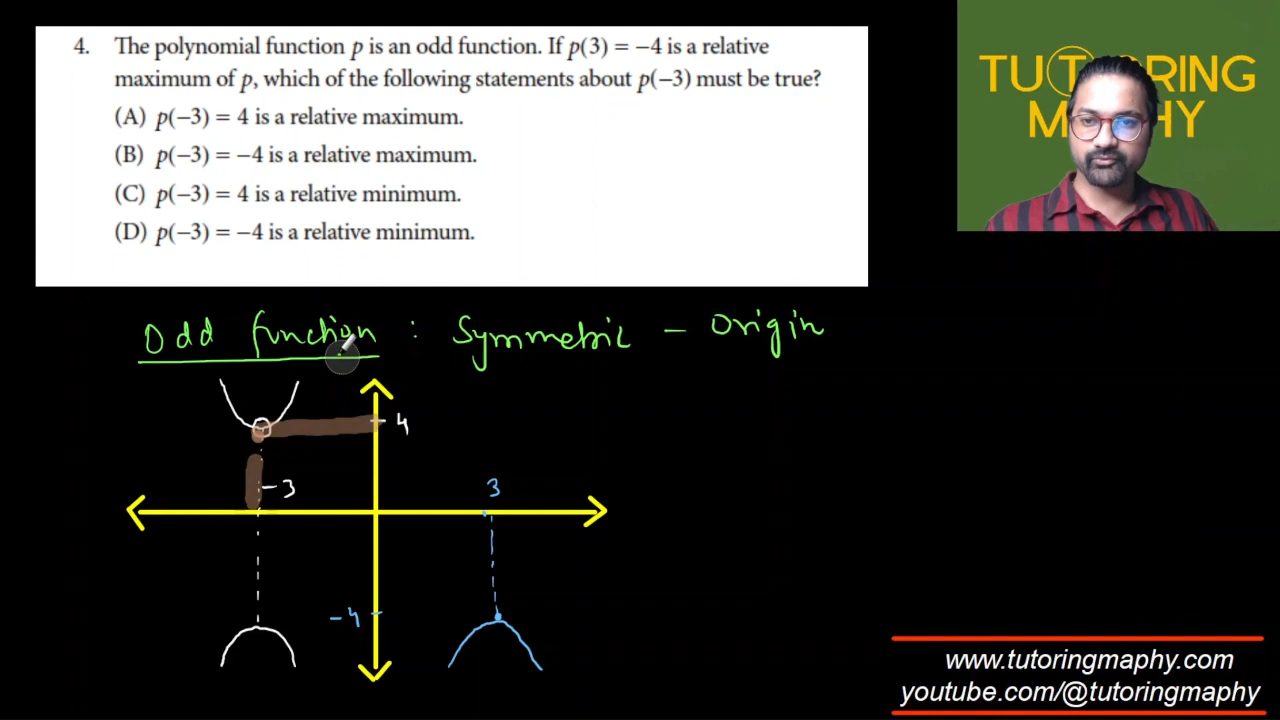 4. The polynomial function p is an odd function. If p(3) = −4 is a relative
maximum of p, which of the following statements about p(−3) must be true?
(A) p(−3) = 4 is a relative maximum.
(B) p(−3) = −4 is a relative maximum.
(C) p(−3) = 4 is a relative minimum.
(D) p(−3) = −4 is a relative minimum.
TUTORING
M PHY
Odd function : Symmetric − Origin
4
−3
3
−4
www.tutoringmaphy.com
youtube.com/@tutoringmaphy